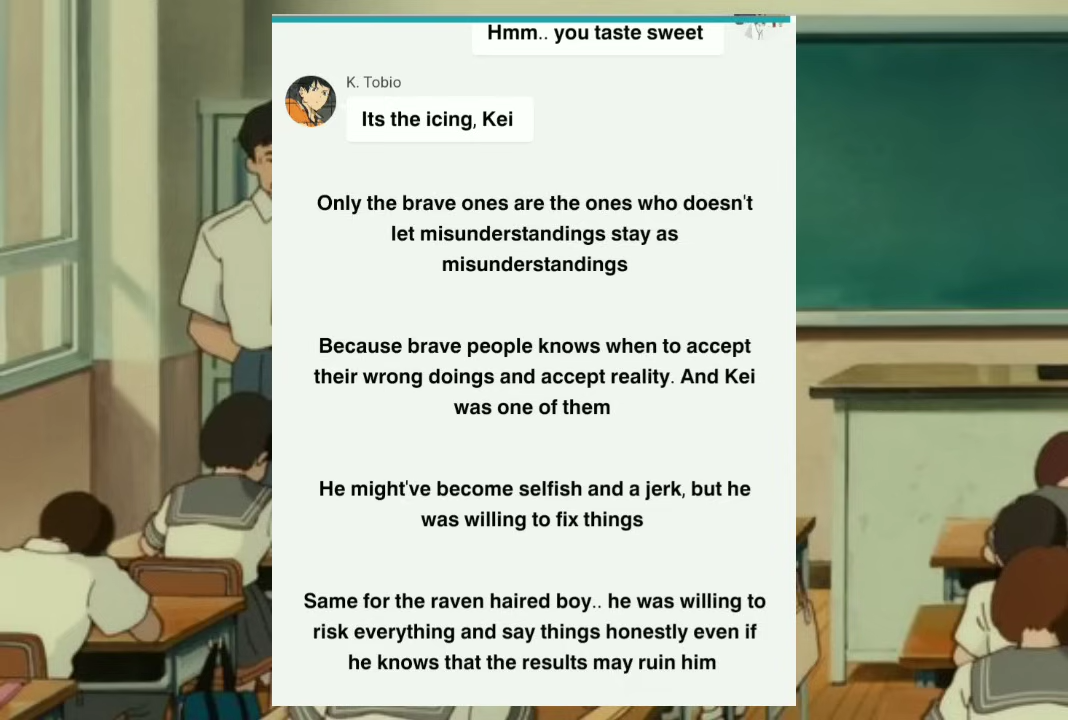 Hmm.. you taste sweet
K. Tobio
Its the icing, Kei
Only the brave ones are the ones who doesn't
let misunderstandings stay as
misunderstandings
Because brave people knows when to accept
their wrong doings and accept reality. And Kei
was one of them
He might've become selfish and a jerk, but he
was willing to fix things
Same for the raven haired boy.. he was willing to
risk everything and say things honestly even if
he knows that the results may ruin him